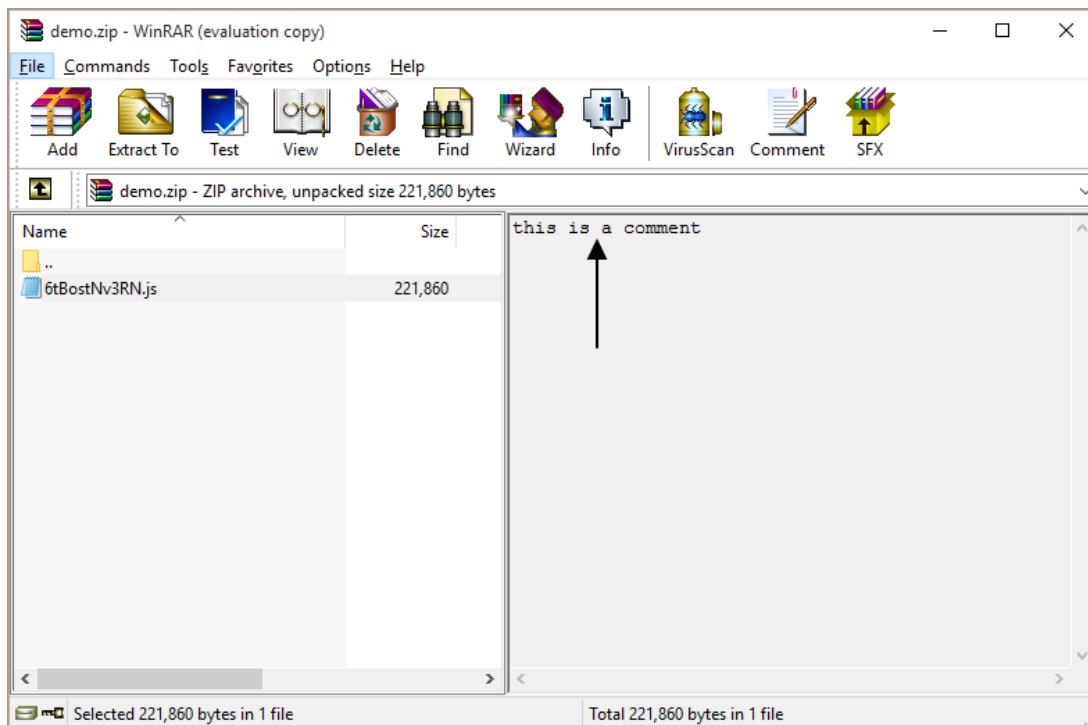 demo.zip - WinRAR (evaluation copy)
File Commands Tools Favorites Options Help
Add Extract To Test View Delete Find Wizard Info VirusScan Comment SFX
demo.zip - ZIP archive, unpacked size 221,860 bytes
Name Size this is a comment
..
6tBostNv3RN.js 221,860
Selected 221,860 bytes in 1 file Total 221,860 bytes in 1 file